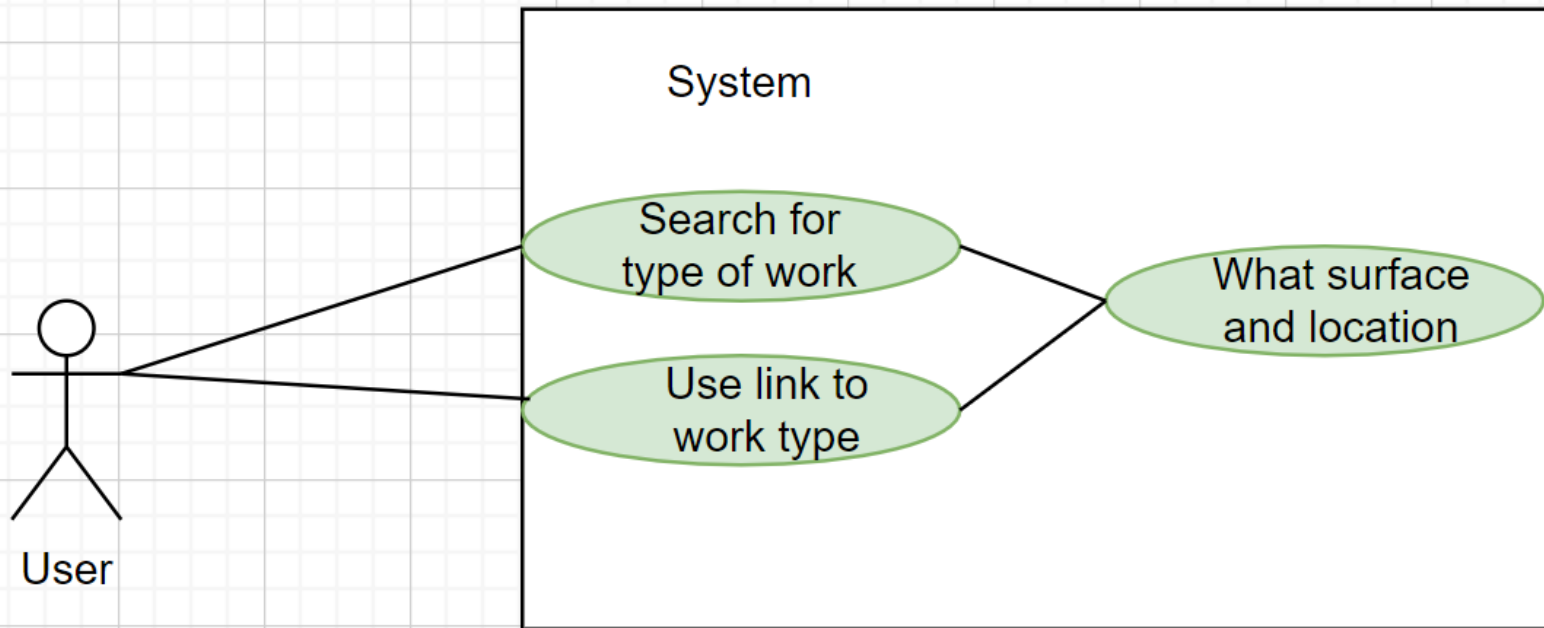 System
Search for
type of work
What surface
and location
Use link to
work type
User